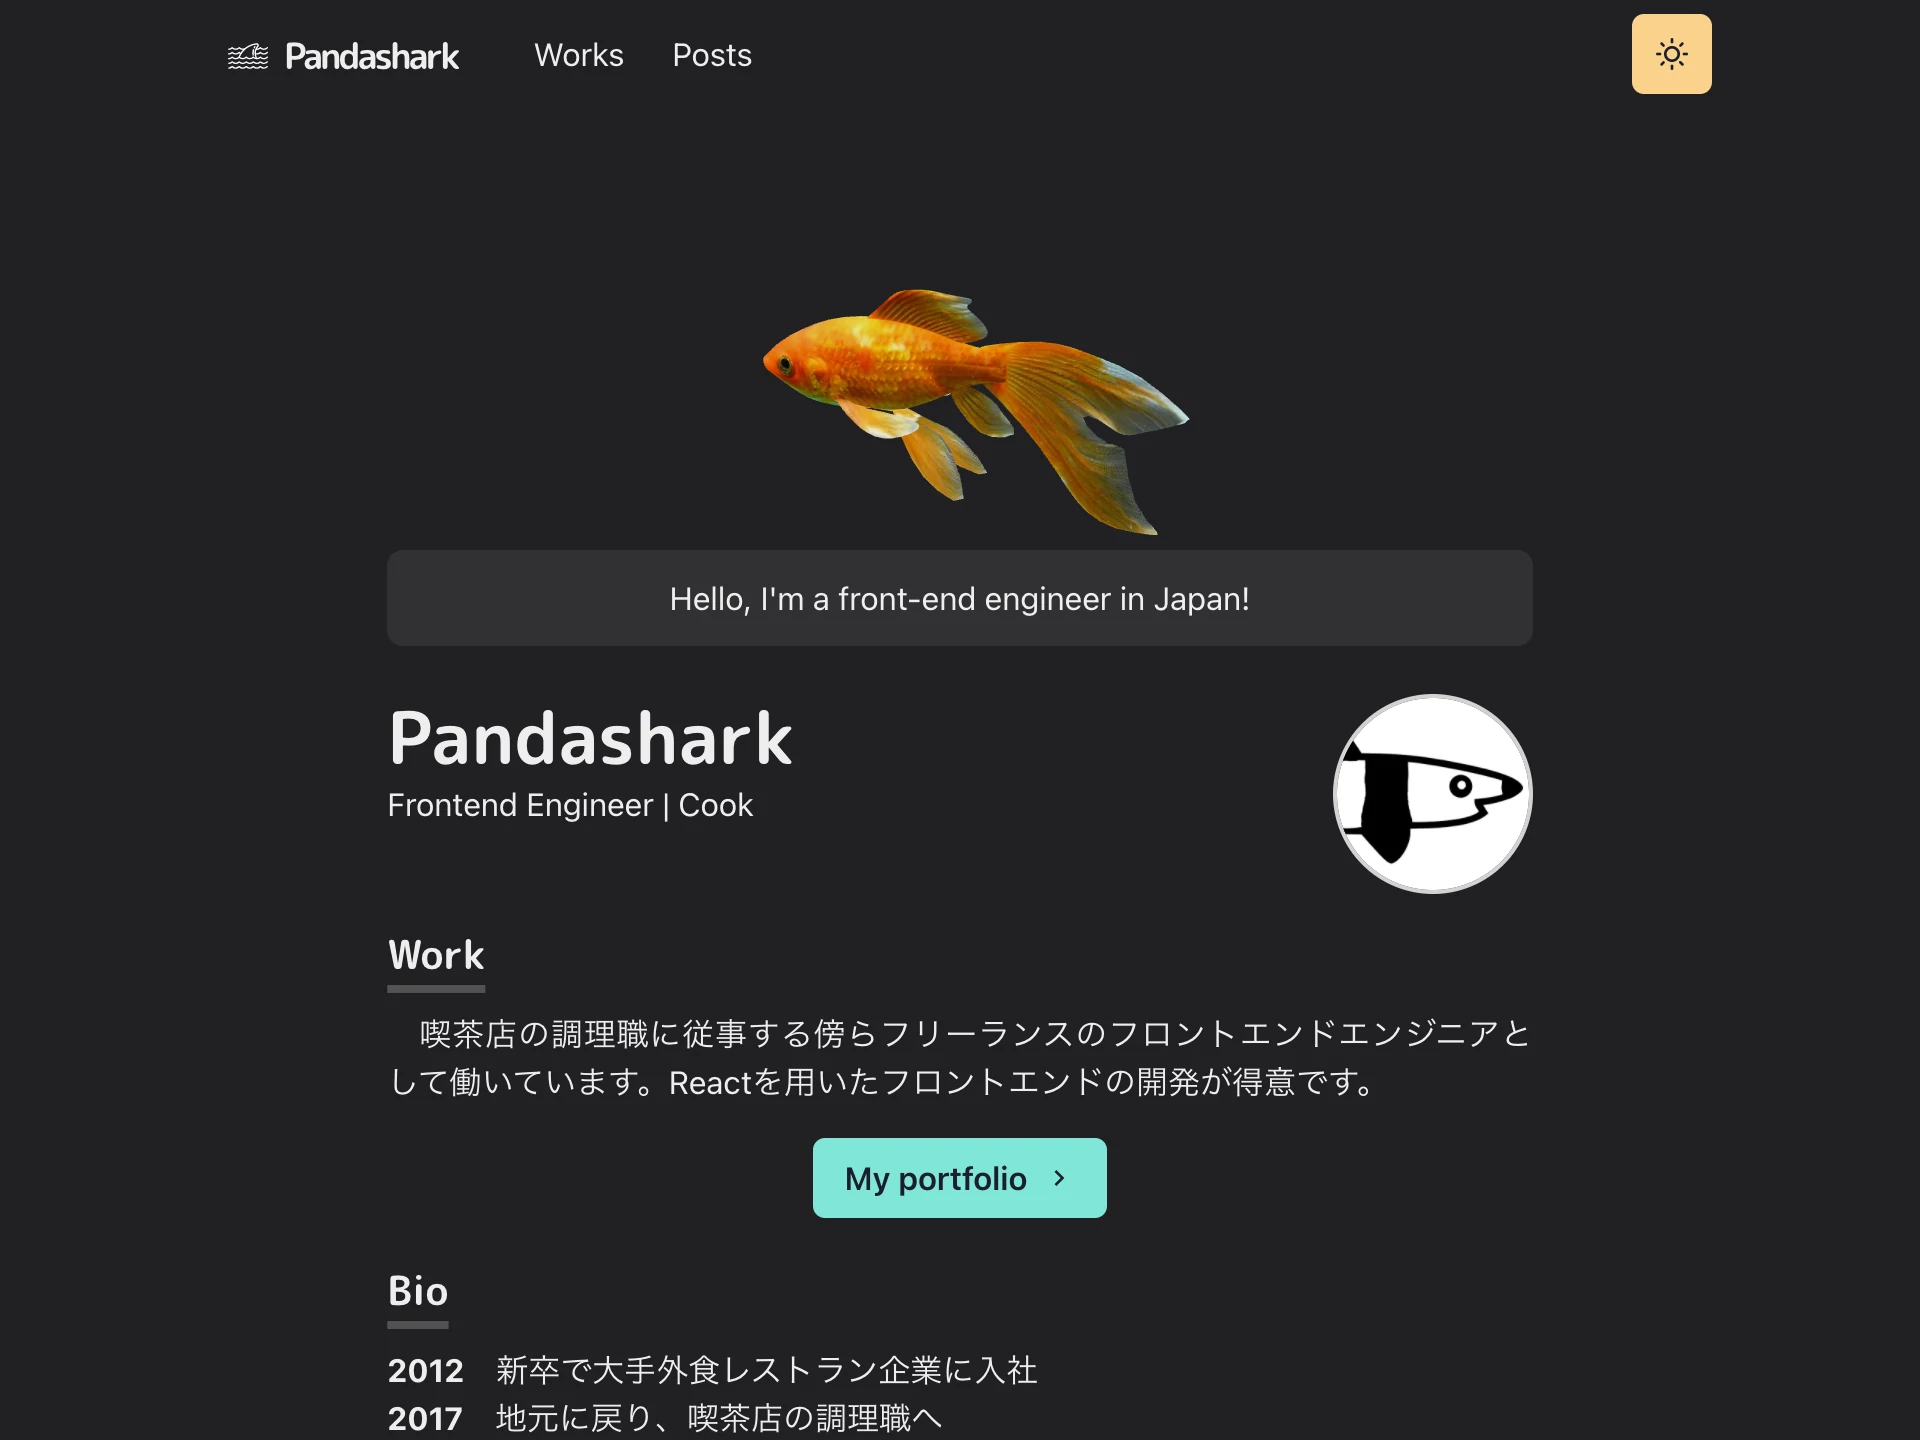 Pandashark
Works
Posts
Hello, I'm a front-end engineer in Japan!
Pandashark
Frontend Engineer | Cook
Work
喫茶店の調理職に従事する傍らフリーランスのフロントエンドエンジニアと
して働いています。Reactを用いたフロントエンドの開発が得意です。
My portfolio
Bio
2012 新卒で大手外食レストラン企業に入社
2017 地元に戻り、喫茶店の調理職へ